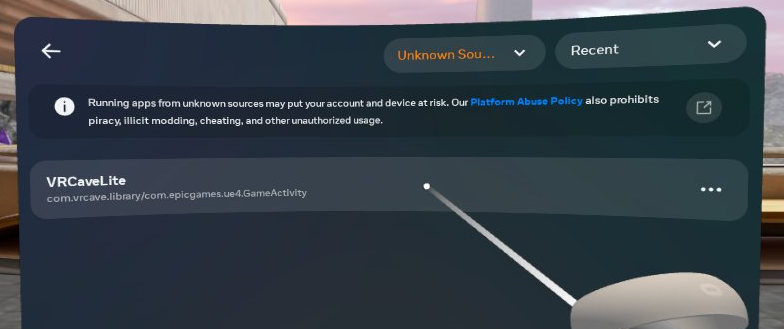 Unknown Sou...
Recent
Running apps from unknown sources may put your account and device at risk. Our Platform Abuse Policy also prohibits
piracy, illicit modding, cheating, and other unauthorized usage.
VRCaveLite
com.vrcave.library/com.epicgames.ue4.GameActivity